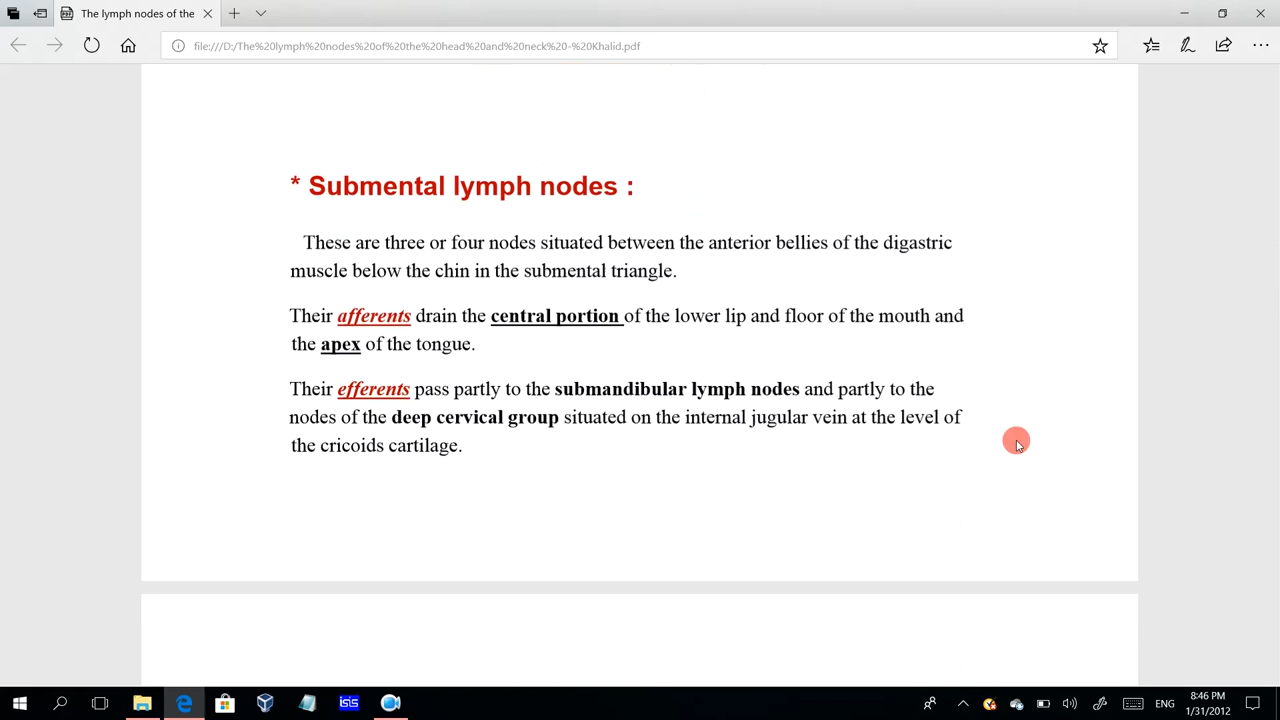 The lymph nodes of the
file:///D:/The%20lymph%20nodes%20of%20the%20head%20and%20neck%20-%20Khalid.pdf
* Submental lymph nodes :
These are three or four nodes situated between the anterior bellies of the digastric
muscle below the chin in the submental triangle.
Their afferents drain the central portion of the lower lip and floor of the mouth and
the apex of the tongue.
Their efferents pass partly to the submandibular lymph nodes and partly to the
nodes of the deep cervical group situated on the internal jugular vein at the level of
the cricoids cartilage.
isis
ENG
8:46 PM
1/31/2012